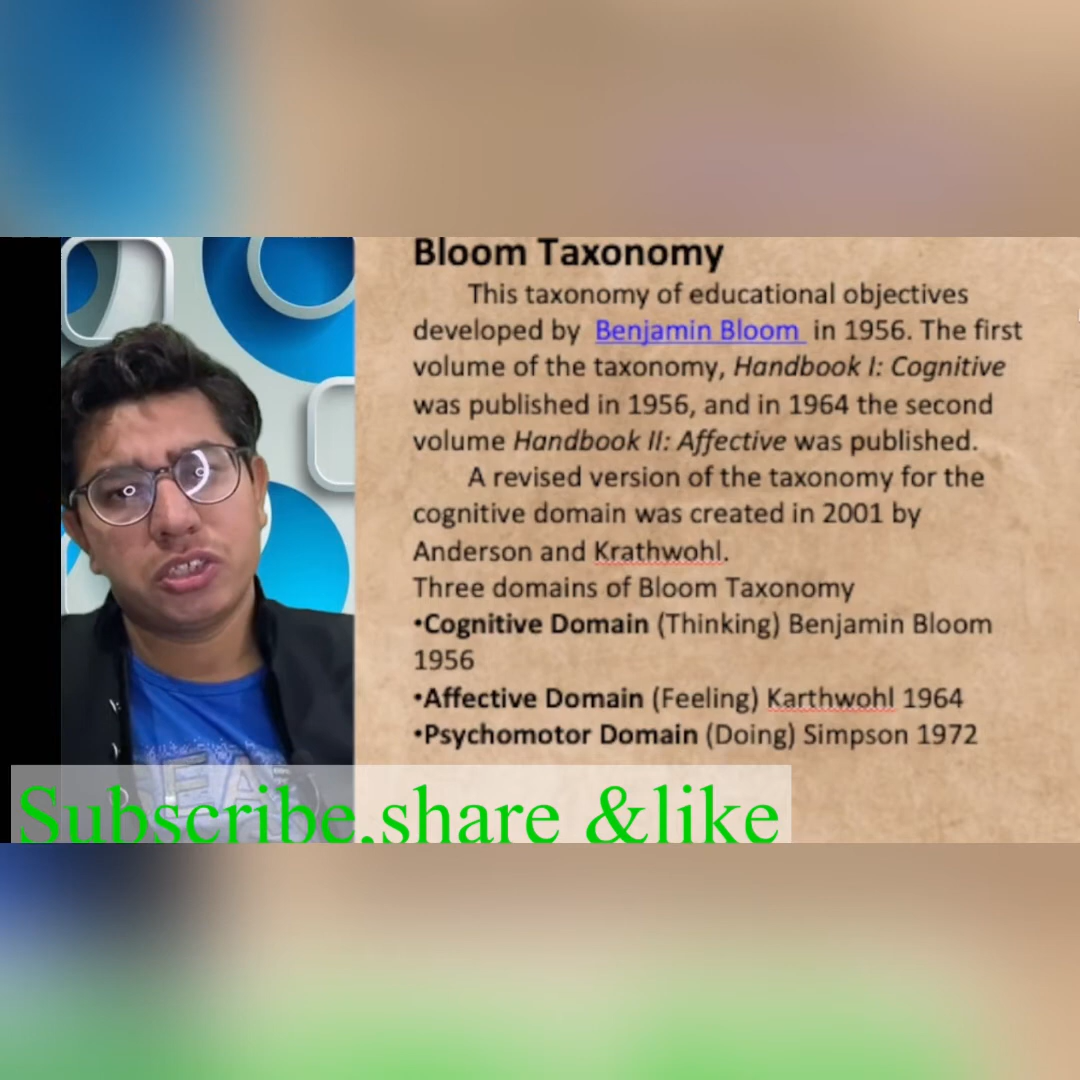 Bloom Taxonomy
This taxonomy of educational objectives
developed by Benjamin Bloom in 1956. The first
volume of the taxonomy, Handbook I: Cognitive
was published in 1956, and in 1964 the second
volume Handbook II: Affective was published.
A revised version of the taxonomy for the
cognitive domain was created in 2001 by
Anderson and Krathwohl.
Three domains of Bloom Taxonomy
•Cognitive Domain (Thinking) Benjamin Bloom
1956
•Affective Domain (Feeling) Karthwohl 1964
•Psychomotor Domain (Doing) Simpson 1972
Subscribe,share &like